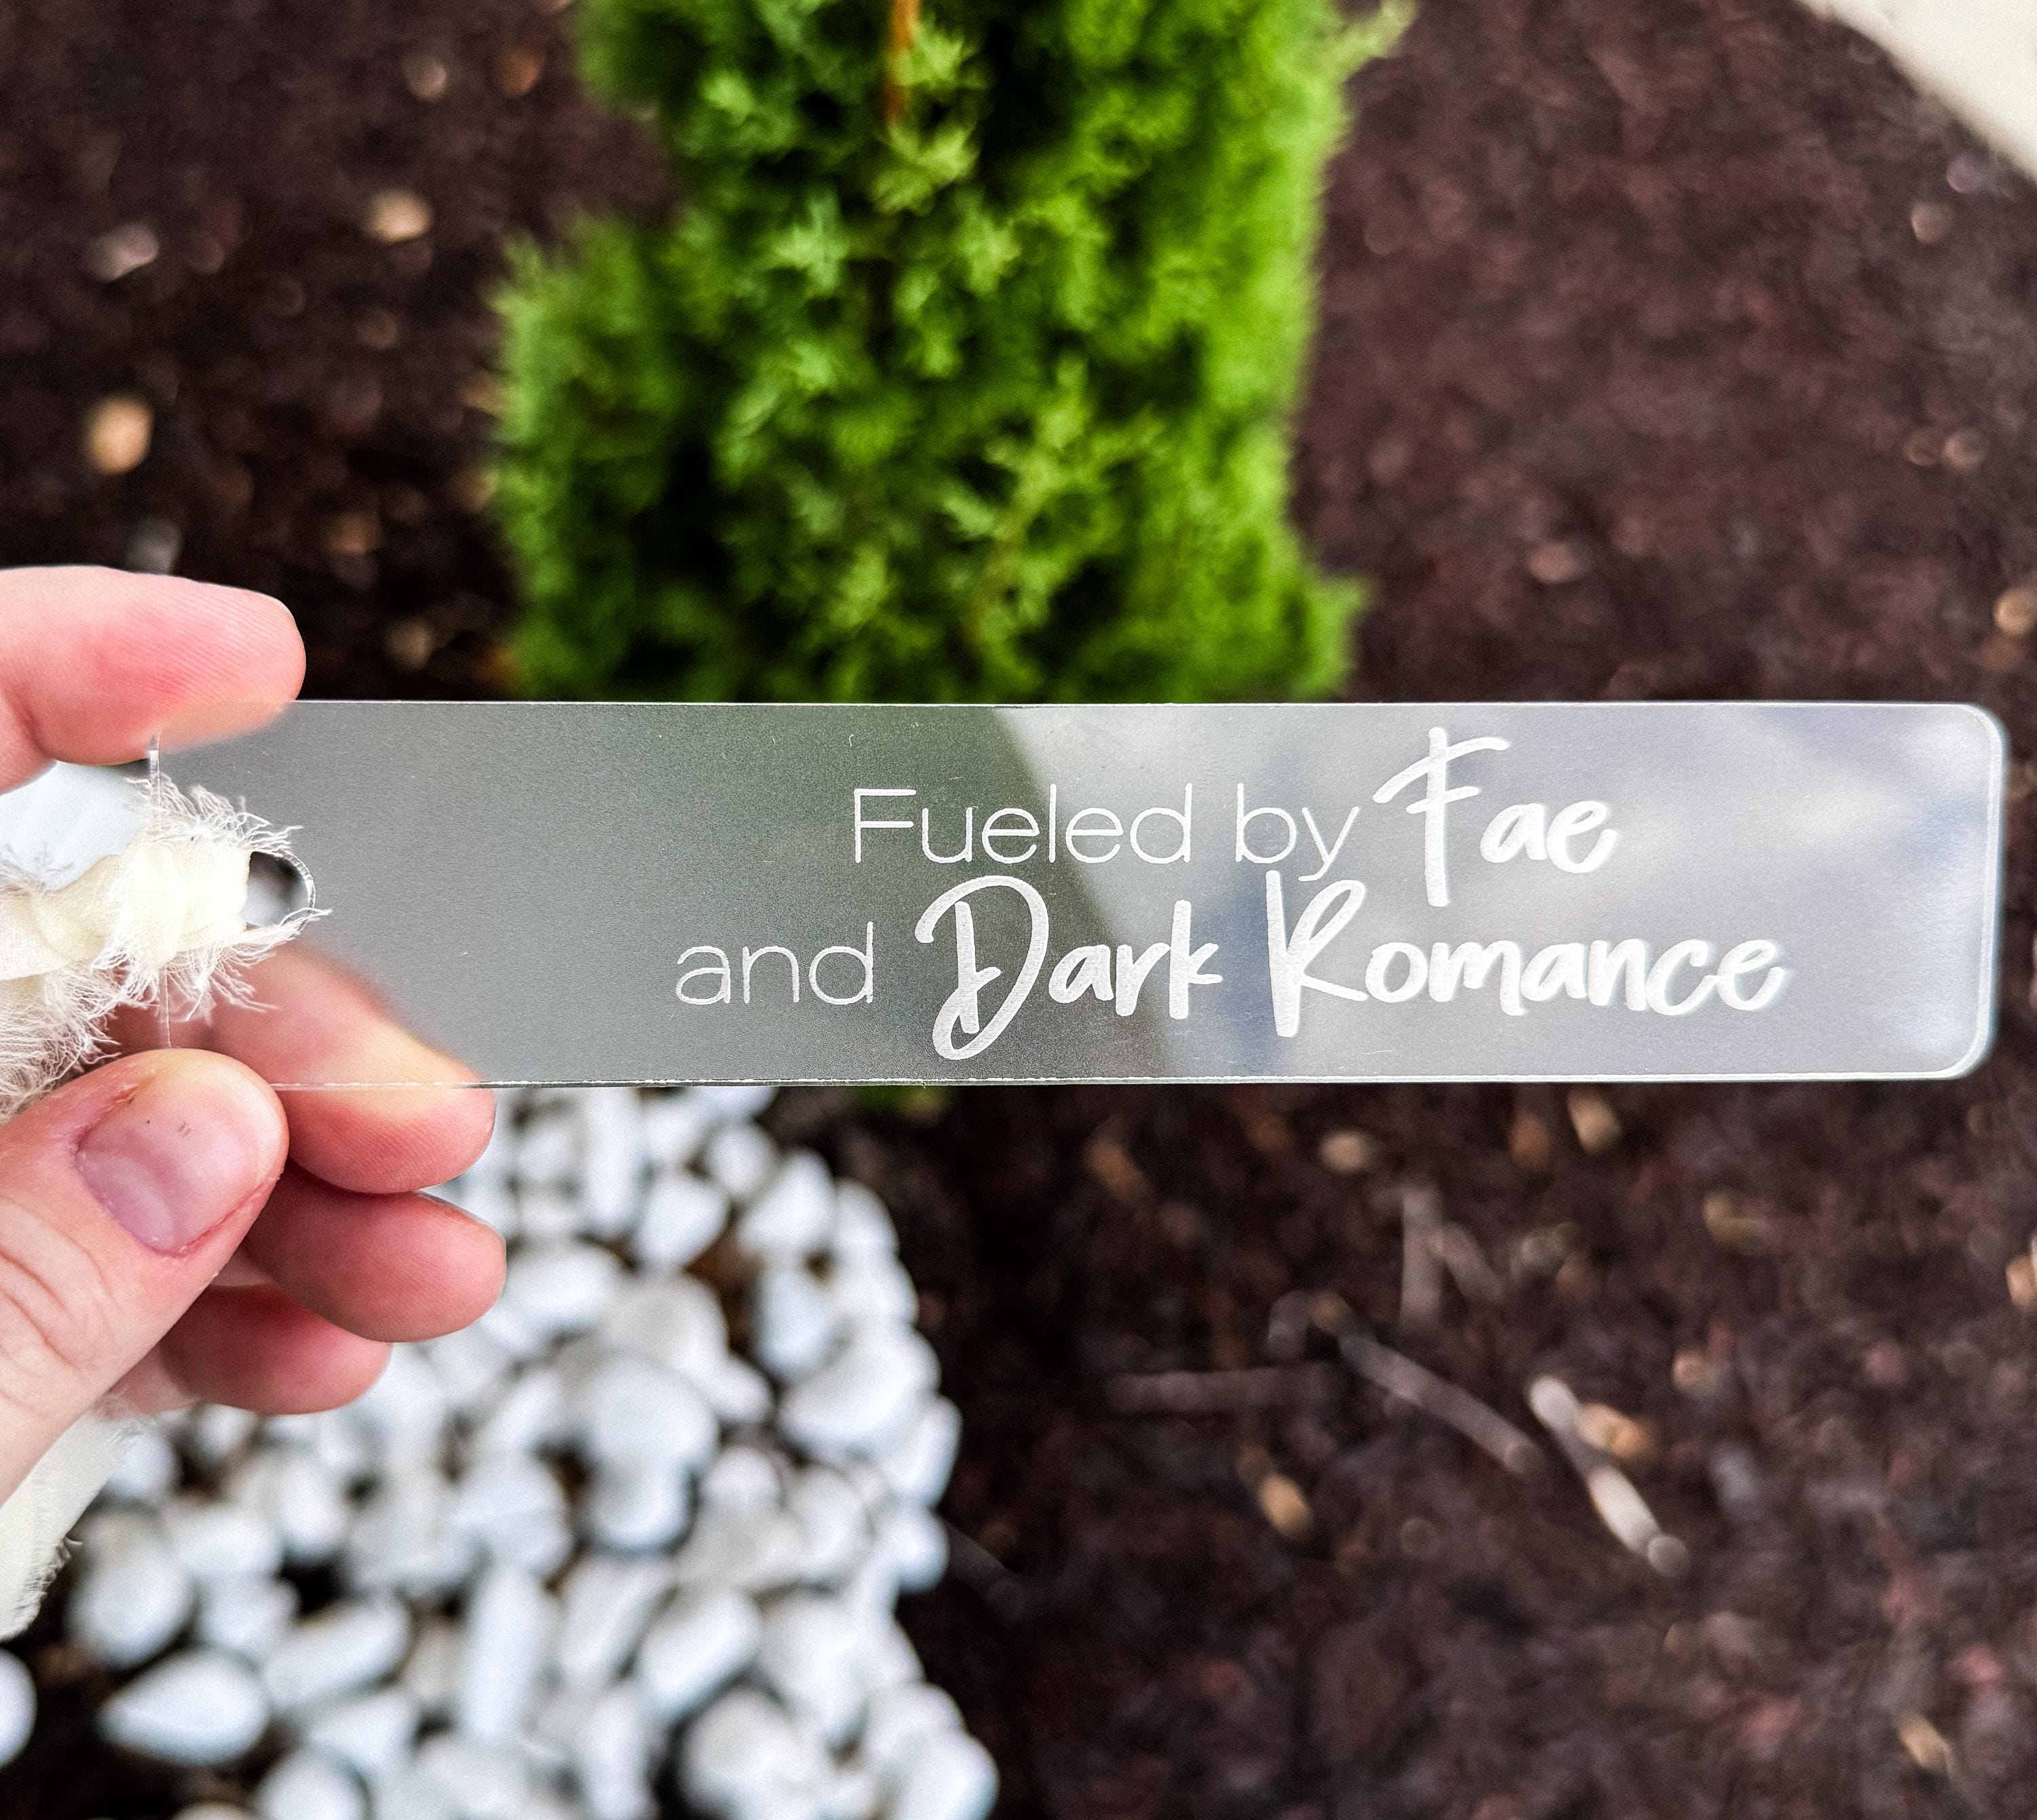 Fueled by Fae
and Dark Romance